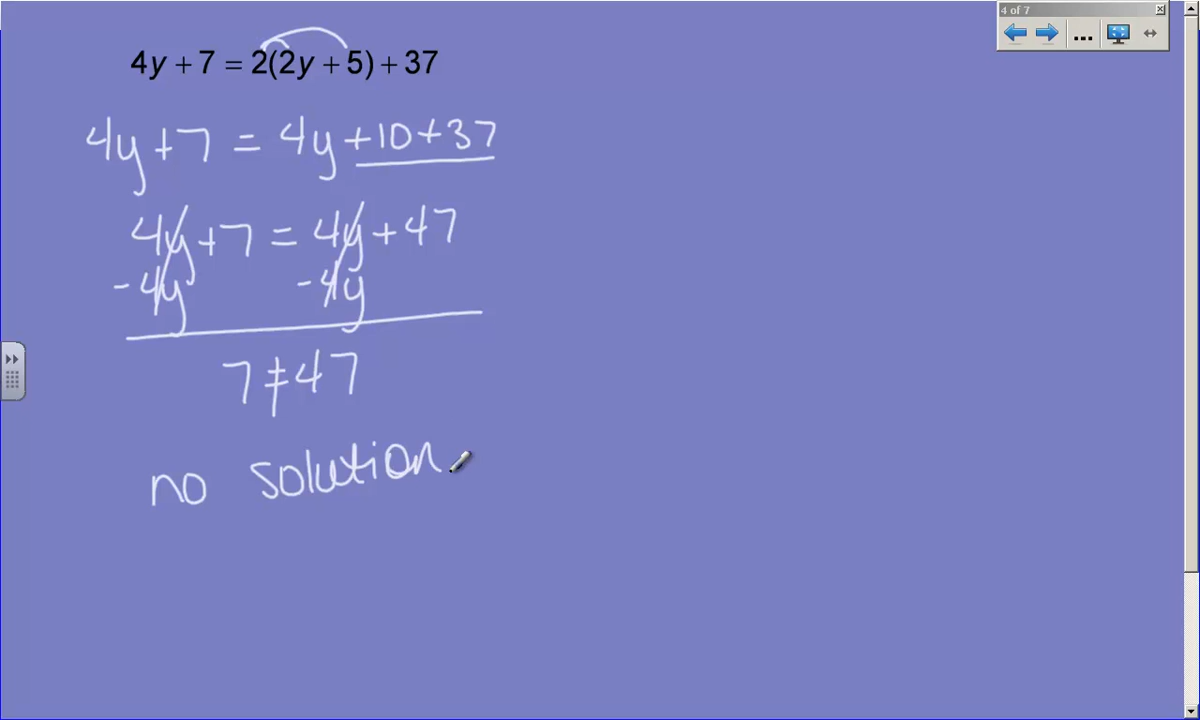 4 of 7
4y + 7 = 2(2y + 5) + 37
4y + 7 = 4y + 10 + 37
4y + 7 = 4y + 47
- 4y - 4y
7 ≠ 47
no solution